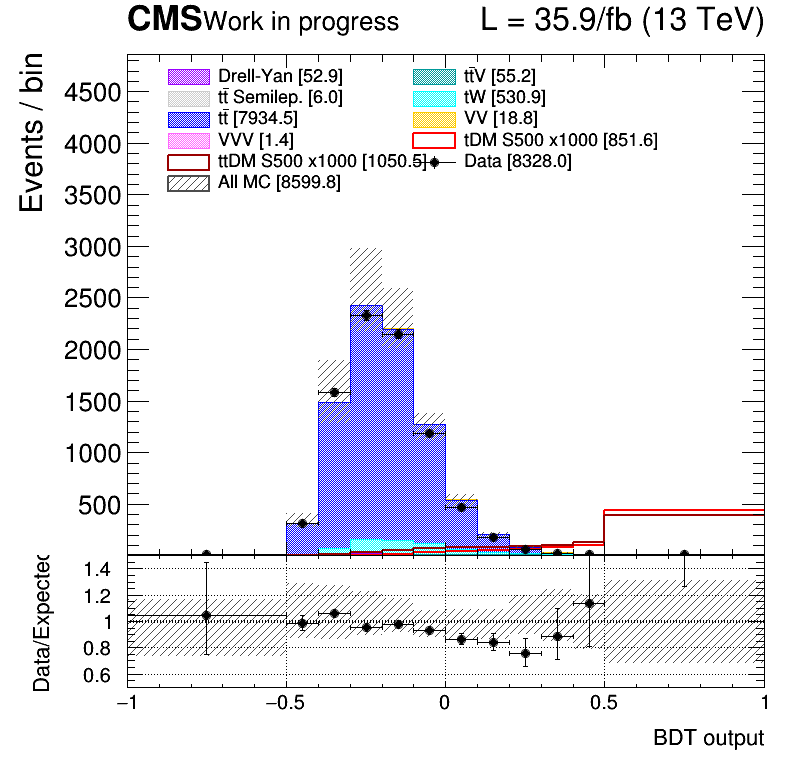 CMS Work in progress L = 35.9/fb (13 TeV)
Events / bin
Drell-Yan [52.9] tt̄V [55.2]
tt̄ Semilep. [6.0] tW [530.9]
tt̄ [7934.5] VV [18.8]
VVV [1.4] tDM S500 x1000 [851.6]
ttDM S500 x1000 [1050.5] Data [8328.0]
All MC [8599.8]
4500
4000
3500
3000
2500
2000
1500
1000
500
Data/Expected
1.4
1.2
1
0.8
0.6
−1 −0.5 0 0.5 1
BDT output